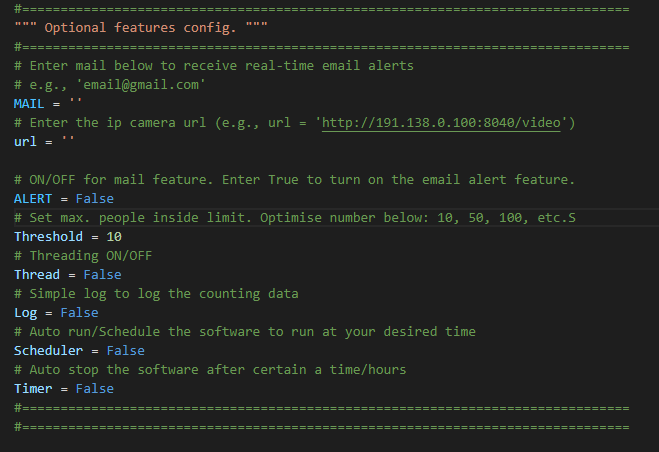 #===============================================================================
""" Optional features config. """
#===============================================================================
# Enter mail below to receive real-time email alerts
# e.g., 'email@gmail.com'
MAIL = ''
# Enter the ip camera url (e.g., url = 'http://191.138.0.100:8040/video')
url = ''
# ON/OFF for mail feature. Enter True to turn on the email alert feature.
ALERT = False
# Set max. people inside limit. Optimise number below: 10, 50, 100, etc.S
Threshold = 10
# Threading ON/OFF
Thread = False
# Simple log to log the counting data
Log = False
# Auto run/Schedule the software to run at your desired time
Scheduler = False
# Auto stop the software after certain a time/hours
Timer = False
#===============================================================================
#===============================================================================